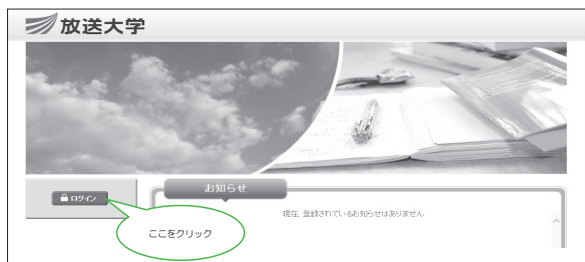 放送大学
ログイン
お知らせ
現在、登録されているお知らせはありません
ここをクリック